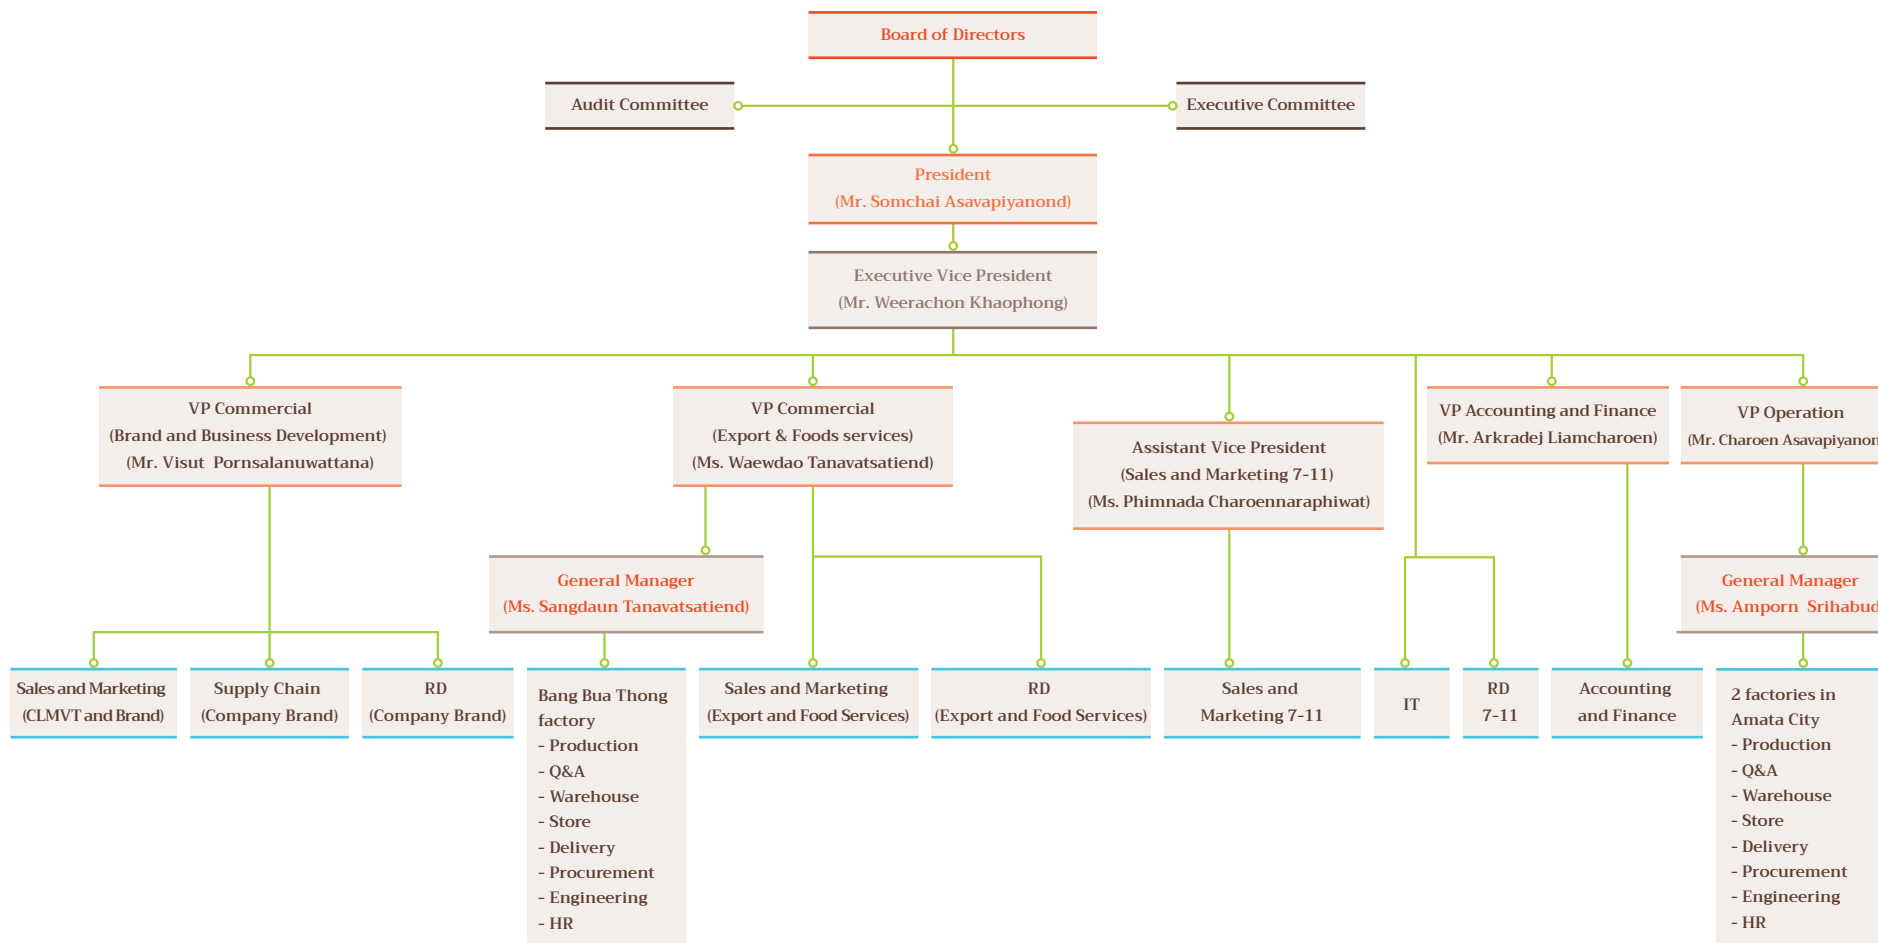 Board of Directors
Audit Committee
Executive Committee
President
(Mr. Somchai Asavapiyanond)
Executive Vice President
(Mr. Weerachon Khaophong)
VP Commercial
(Brand and Business Development)
(Mr. Visut Pornsalanuwattana)
VP Commercial
(Export & Foods services)
(Ms. Waewdao Tanavatsatiend)
Assistant Vice President
(Sales and Marketing 7-11)
(Ms. Phimnada Charoennaraphiwat)
VP Accounting and Finance
(Mr. Arkradej Liamcharoen)
VP Operation
(Mr. Charoen Asavapiyanon
General Manager
(Ms. Sangdaun Tanavatsatiend)
General Manager
(Ms. Amporn Srihabud
Sales and Marketing
(CLMVT and Brand)
Supply Chain
(Company Brand)
RD
(Company Brand)
Bang Bua Thong
factory
- Production
- Q&A
- Warehouse
- Store
- Delivery
- Procurement
- Engineering
- HR
Sales and Marketing
(Export and Food Services)
RD
(Export and Food Services)
Sales and
Marketing 7-11
IT
RD
7-11
Accounting
and Finance
2 factories in
Amata City
- Production
- Q&A
- Warehouse
- Store
- Delivery
- Procurement
- Engineering
- HR